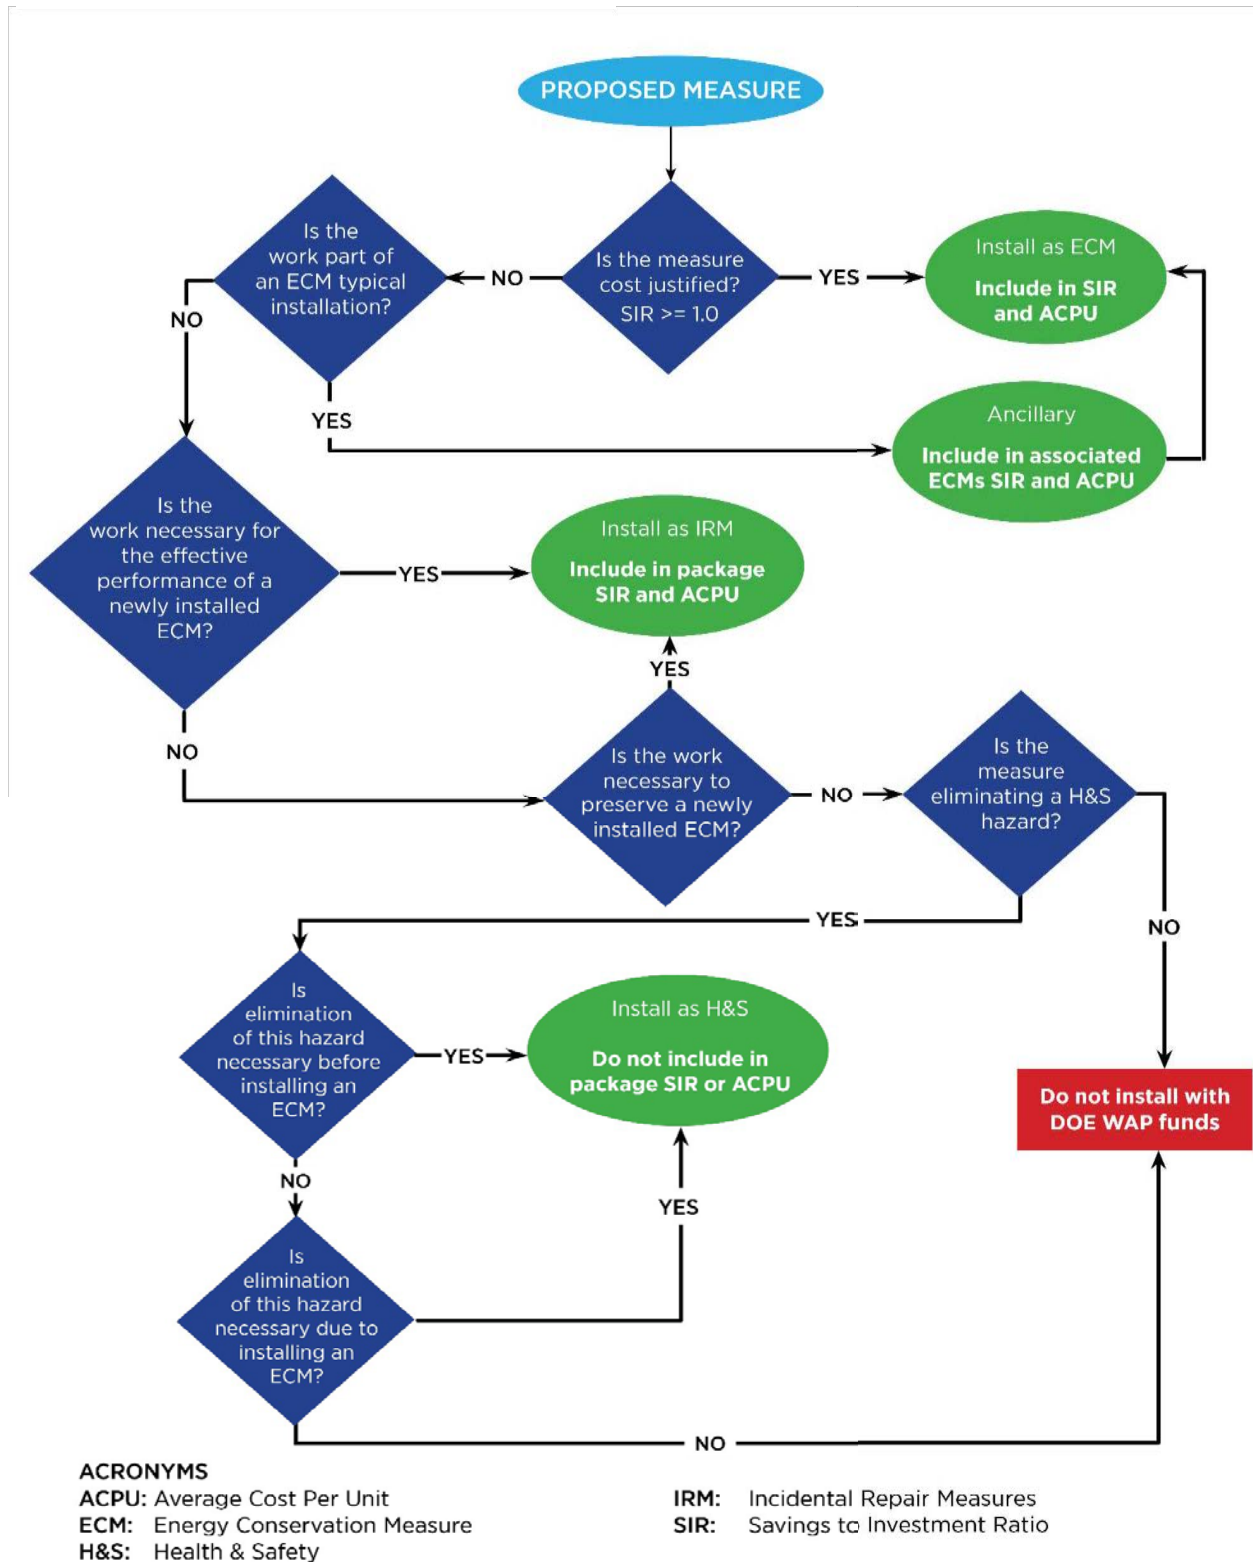 PROPOSED MEASURE
Is the measure
cost justified?
SIR >= 1.0
YES
Install as ECM
Include in SIR
and ACPU
NO
Is the
work part of
an ECM typical
installation?
NO
YES
Ancillary
Include in associated
ECMs SIR and ACPU
Is the
work necessary for
the effective
performance of a
newly installed
ECM?
YES
Install as IRM
Include in package
SIR and ACPU
YES
NO
Is the work
necessary to
preserve a newly
installed ECM?
NO
Is the
measure
eliminating a H&S
hazard?
YES
NO
Is
elimination
of this hazard
necessary before
installing an
ECM?
YES
Install as H&S
Do not include in
package SIR or ACPU
Do not install with
DOE WAP funds
NO
YES
Is
elimination
of this hazard
necessary due to
installing an
ECM?
NO
ACRONYMS
ACPU: Average Cost Per Unit
ECM: Energy Conservation Measure
H&S: Health & Safety
IRM: Incidental Repair Measures
SIR: Savings to Investment Ratio